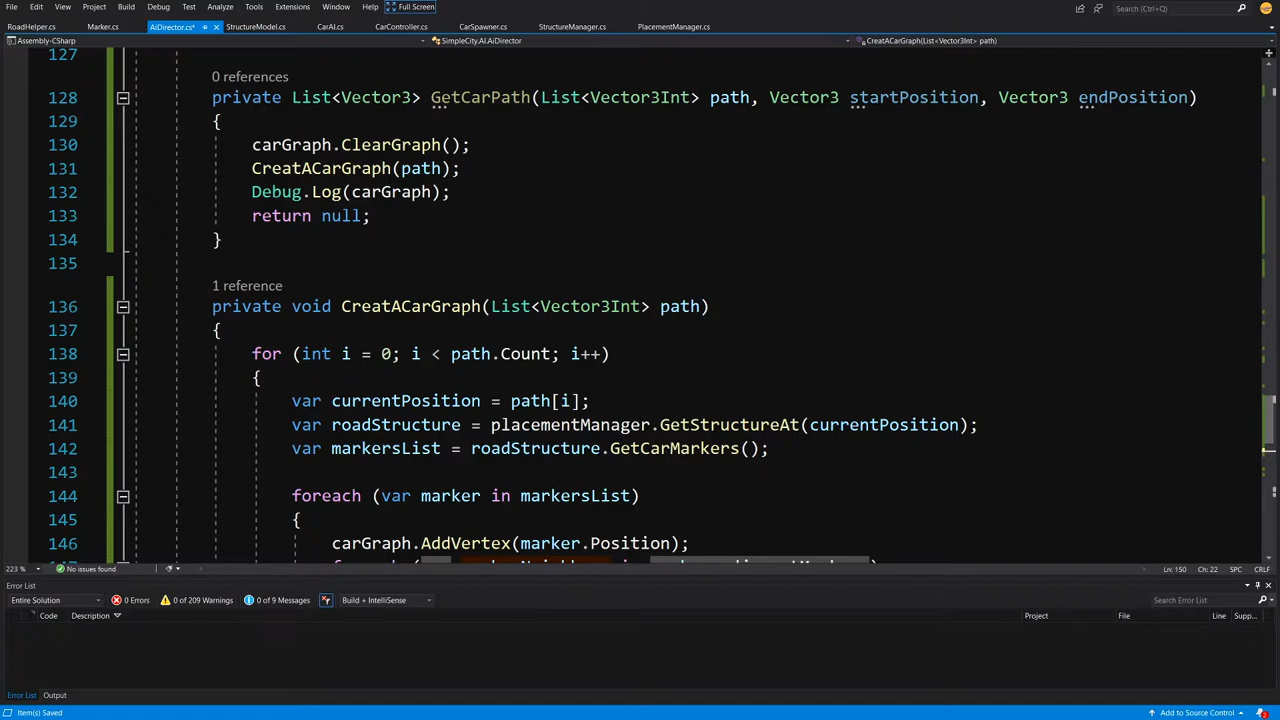 File Edit View Project Build Debug Test Analyze Tools Extensions Window Help Full Screen Search (Ctrl+Q)
RoadHelper.cs Marker.cs AiDirector.cs* StructureModel.cs CarAI.cs CarController.cs CarSpawner.cs StructureManager.cs PlacementManager.cs
Assembly-CSharp SimpleCity.AI.AiDirector CreatACarGraph(List<Vector3Int> path)
127
0 references
128 private List<Vector3> GetCarPath(List<Vector3Int> path, Vector3 startPosition, Vector3 endPosition)
129 {
130 carGraph.ClearGraph();
131 CreatACarGraph(path);
132 Debug.Log(carGraph);
133 return null;
134 }
135
1 reference
136 private void CreatACarGraph(List<Vector3Int> path)
137 {
138 for (int i = 0; i < path.Count; i++)
139 {
140 var currentPosition = path[i];
141 var roadStructure = placementManager.GetStructureAt(currentPosition);
142 var markersList = roadStructure.GetCarMarkers();
143
144 foreach (var marker in markersList)
145 {
146 carGraph.AddVertex(marker.Position);
223 % No issues found Ln: 150 Ch: 22 SPC CRLF
Error List
Entire Solution 0 Errors 0 of 209 Warnings 0 of 9 Messages Build + IntelliSense Search Error List
Code Description Project File Line Supp...
Error List Output
Item(s) Saved Add to Source Control 2